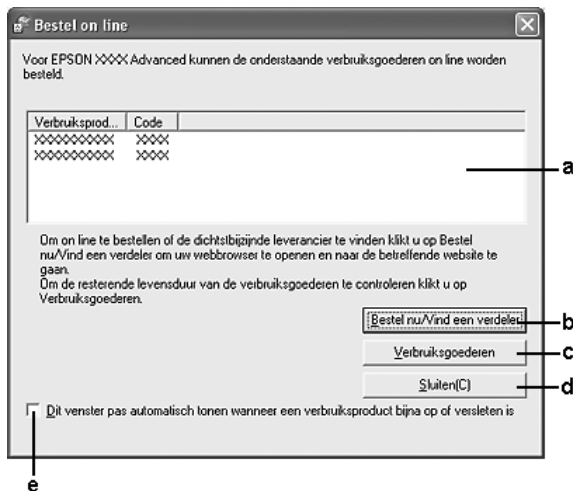 Bestel on line
Voor EPSON XXXX Advanced kunnen de onderstaande verbruiksgoederen on line worden
besteld.
Verbruiksprod... Code
XXXXXXXXXX XXXX
XXXXXXXXXX XXXX
a
Om on line te bestellen of de dichtstbijzijnde leverancier te vinden klikt u op Bestel
nu/Vind een verdeler om uw webbrowser te openen en naar de betreffende website te
gaan.
Om de resterende levensduur van de verbruiksgoederen te controleren klikt u op
Verbruiksgoederen.
Bestel nu/Vind een verdeler b
Verbruiksgoederen c
Sluiten(C) d
Dit venster pas automatisch tonen wanneer een verbruiksproduct bijna op of versleten is
e